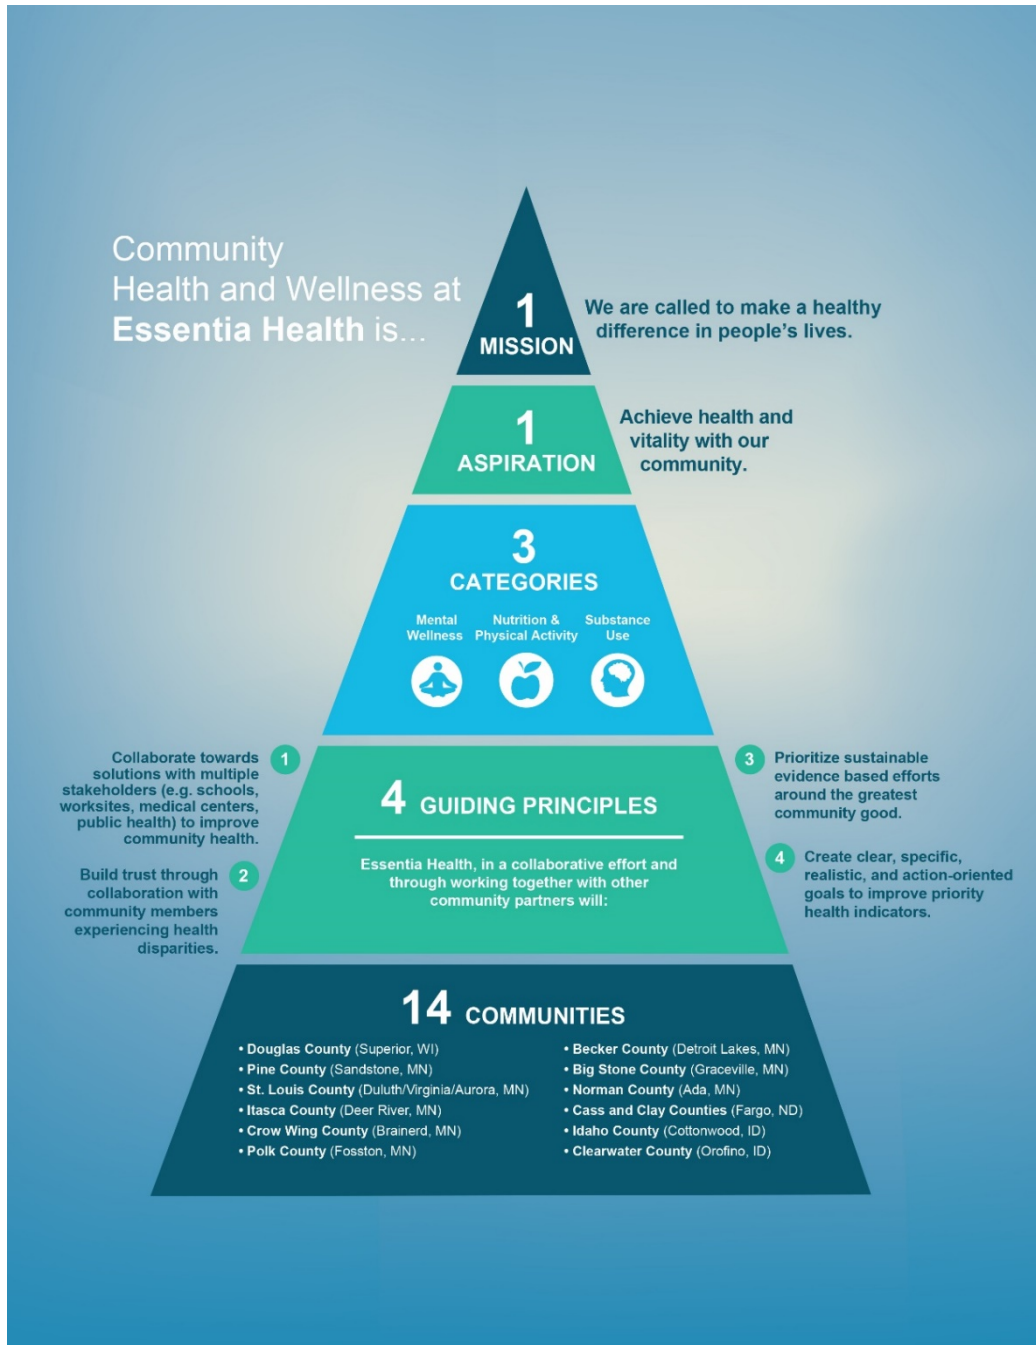 Community
Health and Wellness at
Essentia Health is...
1
MISSION
We are called to make a healthy
difference in people's lives.
1
ASPIRATION
Achieve health and
vitality with our
community.
3
CATEGORIES
Mental
Wellness
Nutrition &
Physical Activity
Substance
Use
1
Collaborate towards
solutions with multiple
stakeholders (e.g. schools,
worksites, medical centers,
public health) to improve
community health.
2
Build trust through
collaboration with
community members
experiencing health
disparities.
4 GUIDING PRINCIPLES
Essentia Health, in a collaborative effort and
through working together with other
community partners will:
3
Prioritize sustainable
evidence based efforts
around the greatest
community good.
4
Create clear, specific,
realistic, and action-oriented
goals to improve priority
health indicators.
14 COMMUNITIES
• Douglas County (Superior, WI)
• Pine County (Sandstone, MN)
• St. Louis County (Duluth/Virginia/Aurora, MN)
• Itasca County (Deer River, MN)
• Crow Wing County (Brainerd, MN)
• Polk County (Fosston, MN)
• Becker County (Detroit Lakes, MN)
• Big Stone County (Graceville, MN)
• Norman County (Ada, MN)
• Cass and Clay Counties (Fargo, ND)
• Idaho County (Cottonwood, ID)
• Clearwater County (Orofino, ID)